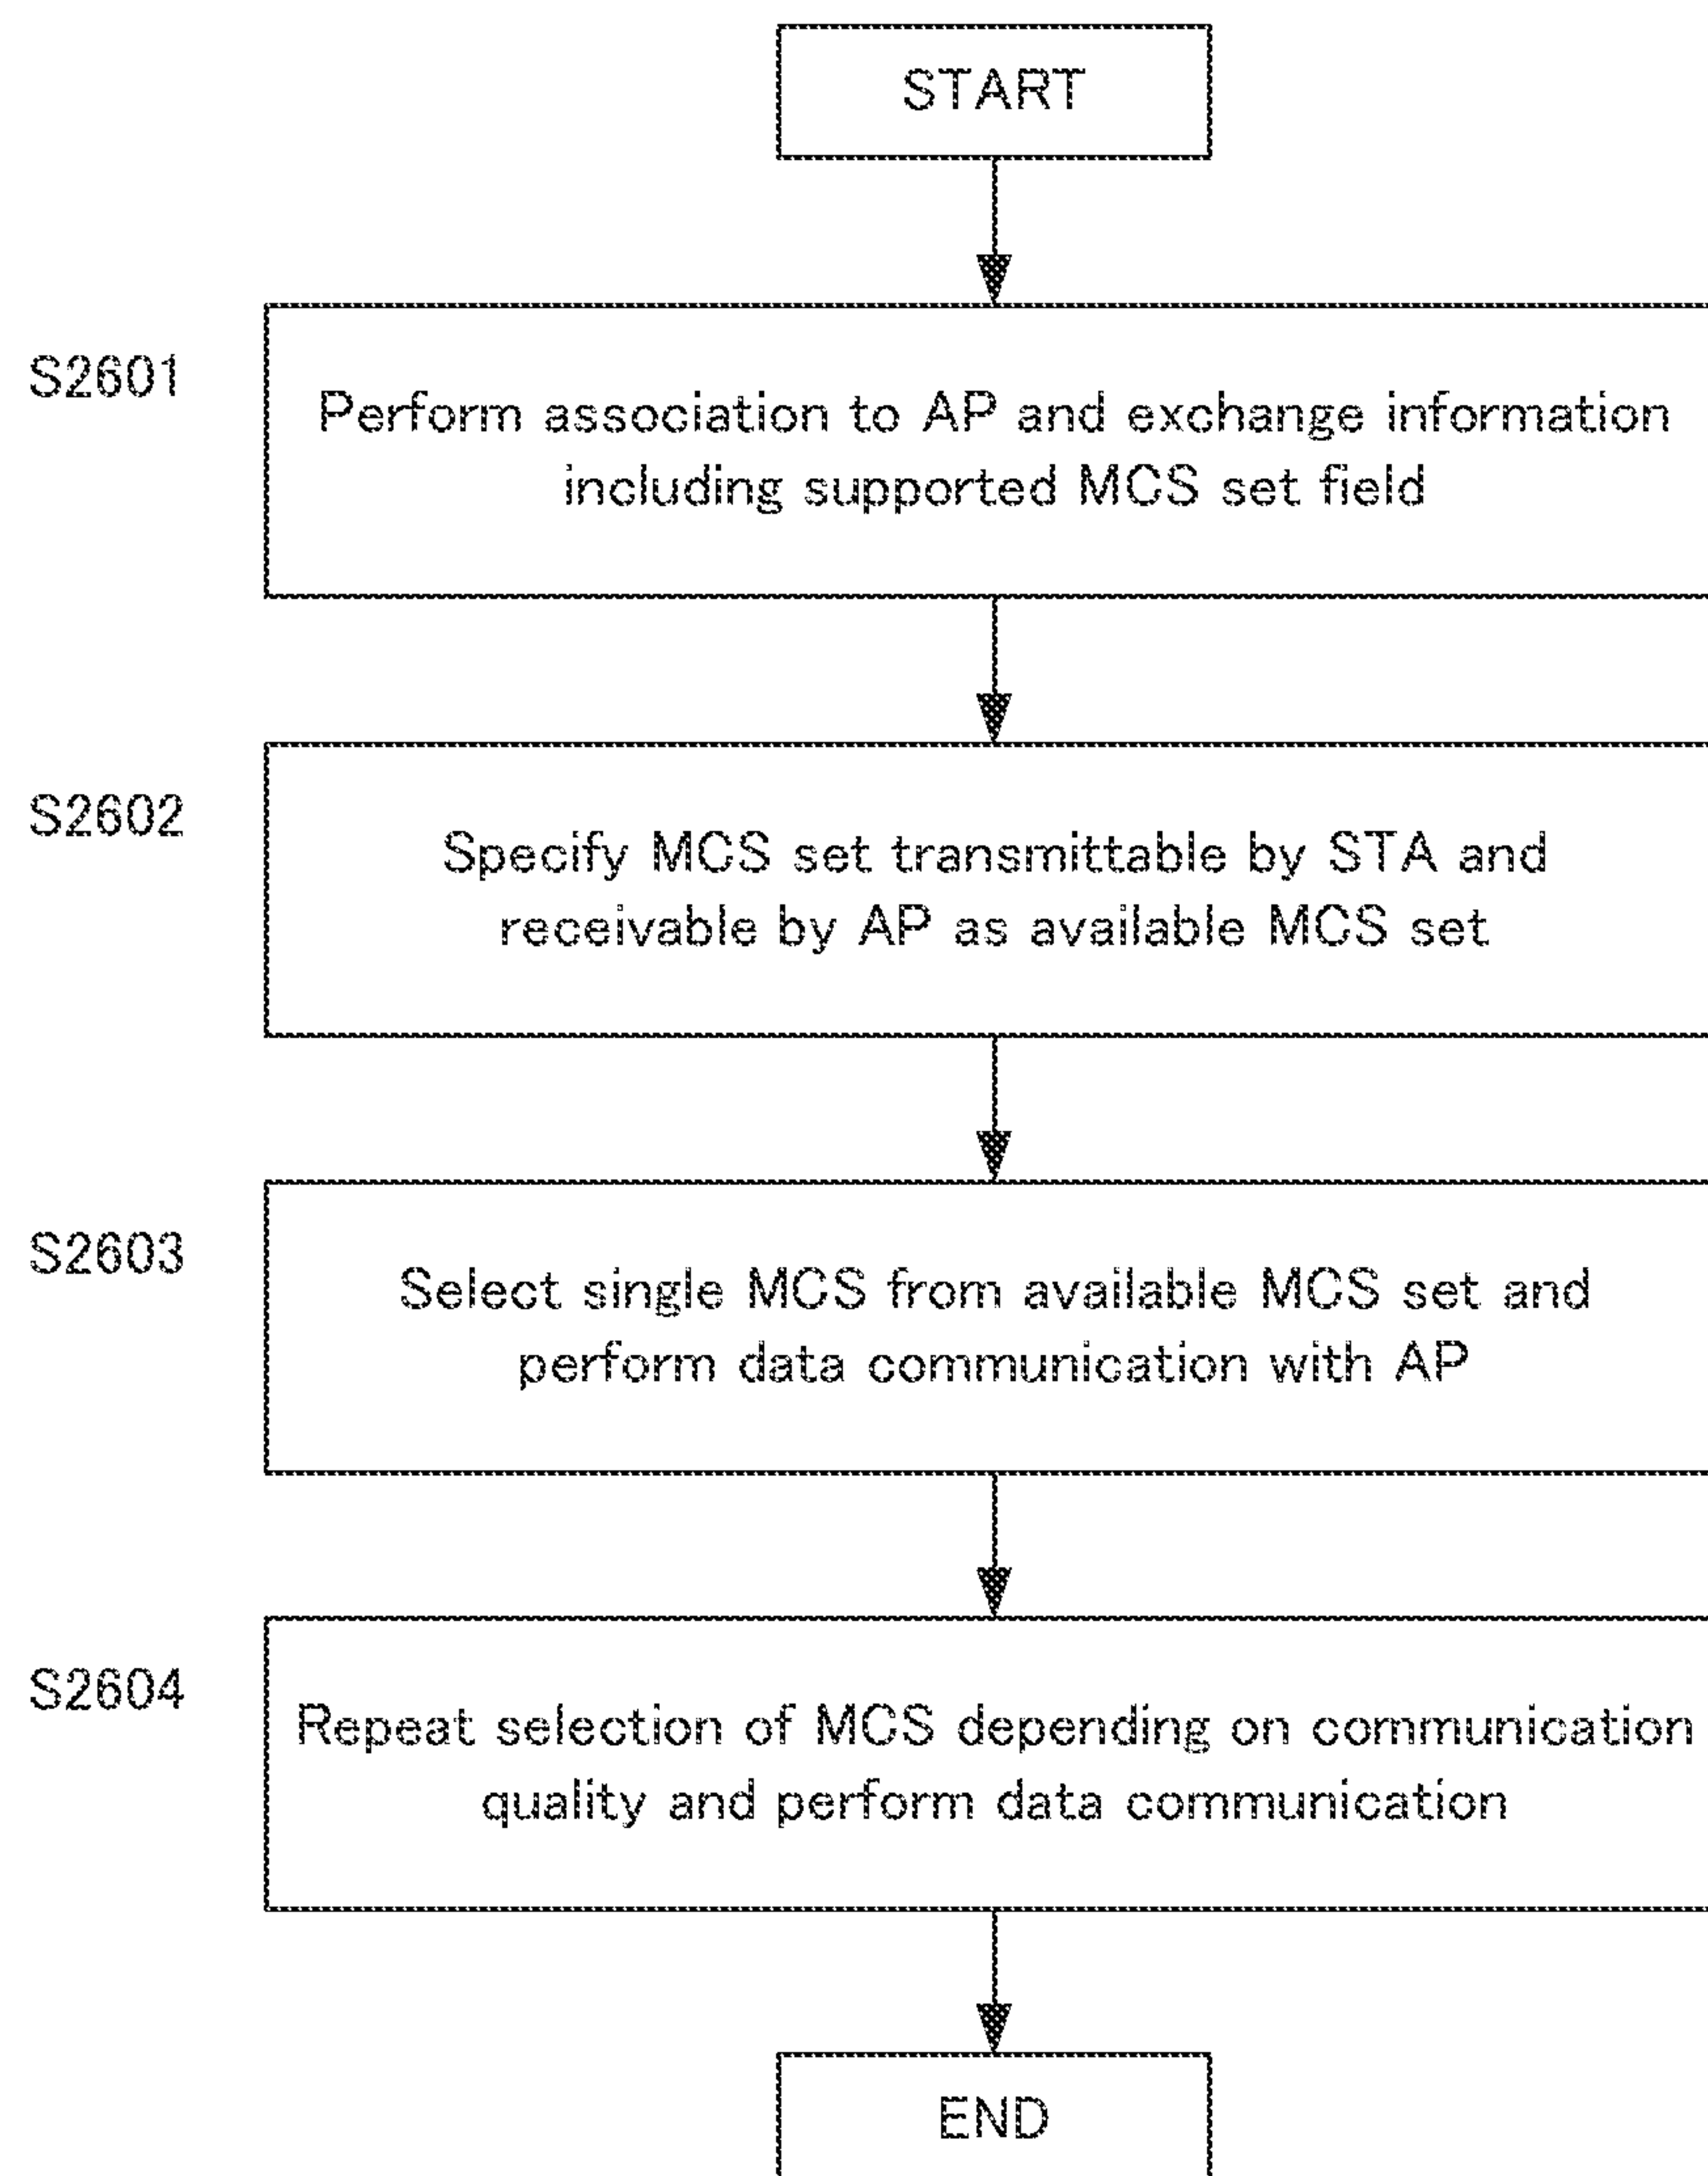 START
S2601
Perform association to AP and exchange information
including supported MCS set field
S2602
Specify MCS set transmittable by STA and
receivable by AP as available MCS set
S2603
Select single MCS from available MCS set and
perform data communication with AP
S2604
Repeat selection of MCS depending on communication
quality and perform data communication
END